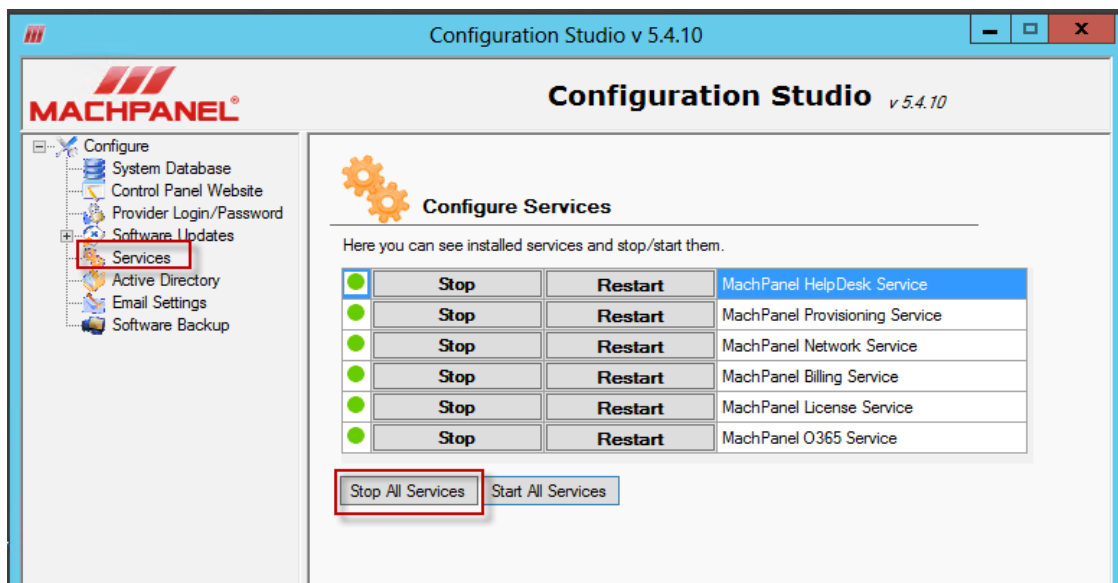 Configuration Studio v 5.4.10
MACHPANEL®
Configuration Studio v 5.4.10
Configure
System Database
Control Panel Website
Provider Login/Password
Software Updates
Services
Active Directory
Email Settings
Software Backup
Configure Services
Here you can see installed services and stop/start them.
Stop Restart MachPanel HelpDesk Service
Stop Restart MachPanel Provisioning Service
Stop Restart MachPanel Network Service
Stop Restart MachPanel Billing Service
Stop Restart MachPanel License Service
Stop Restart MachPanel O365 Service
Stop All Services Start All Services